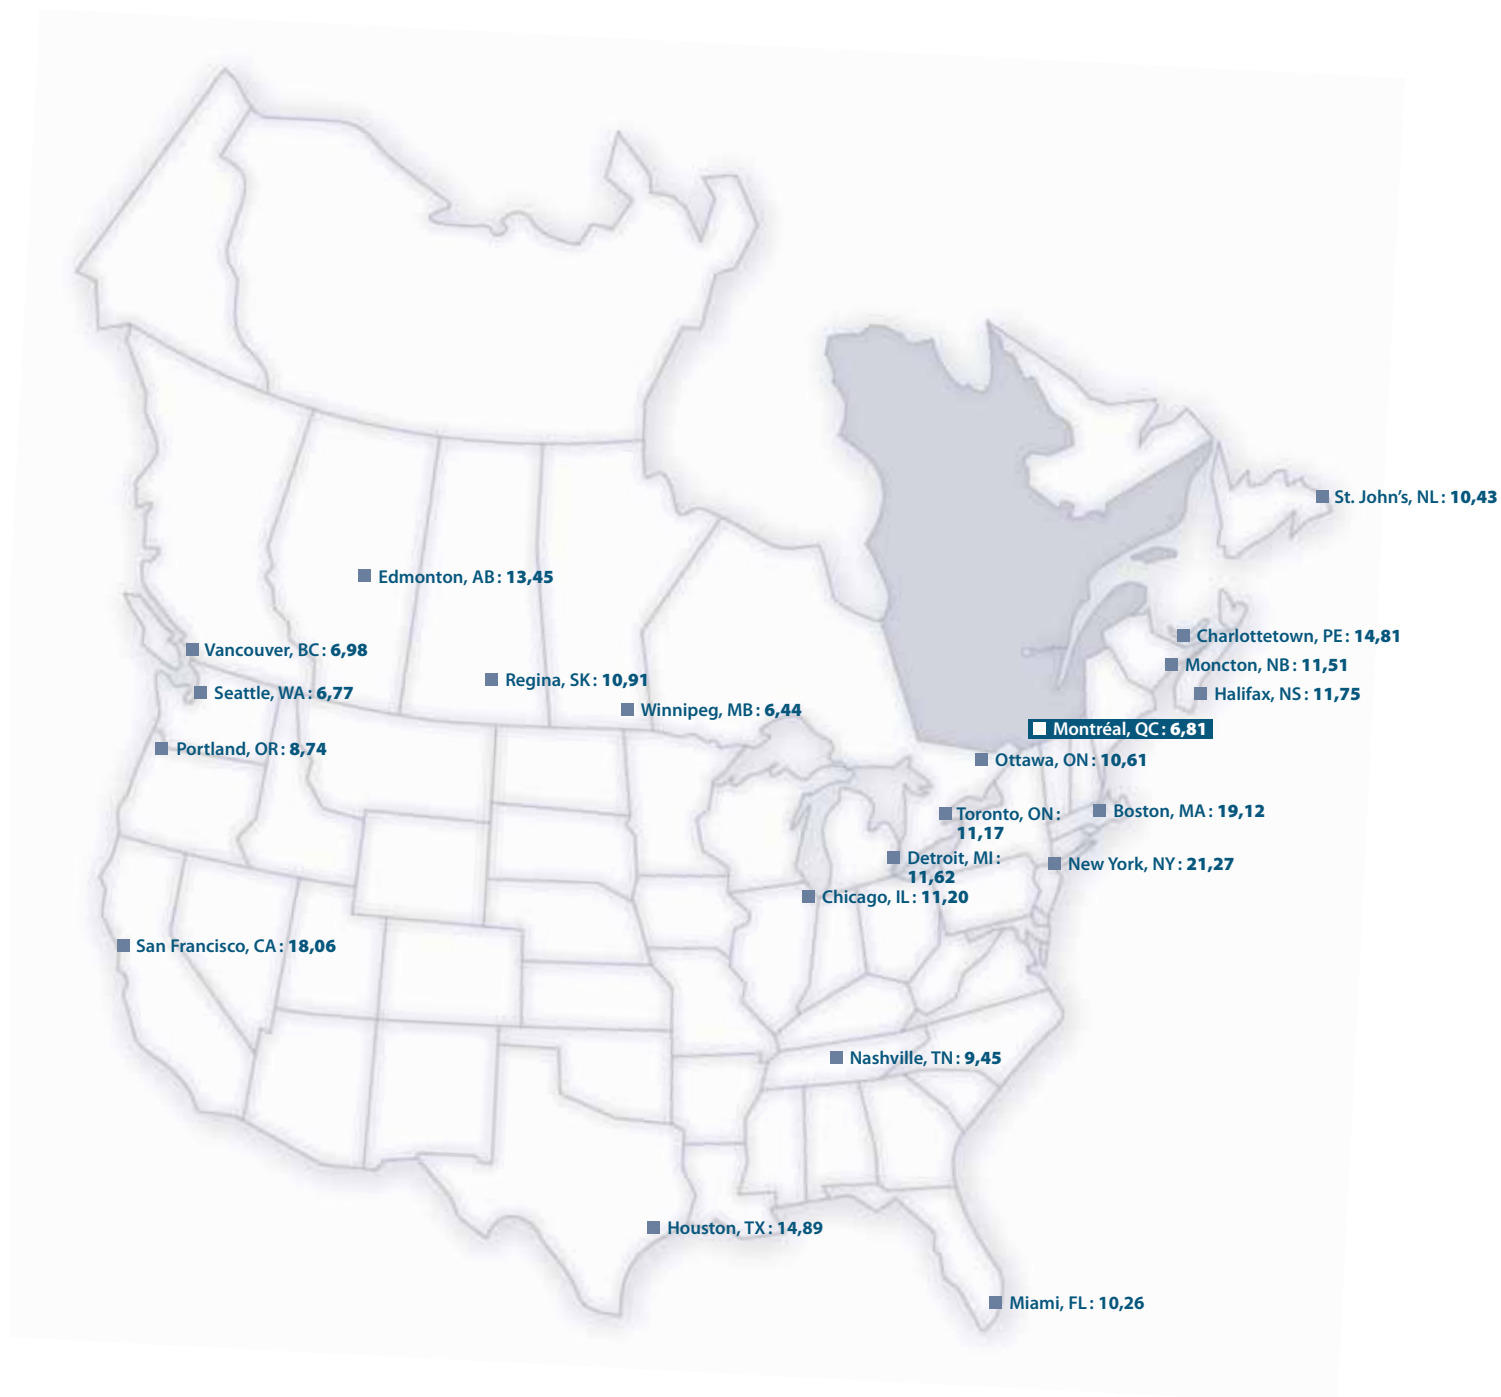 St. John’s, NL : 10,43
Edmonton, AB : 13,45
Charlottetown, PE : 14,81
Vancouver, BC : 6,98
Moncton, NB : 11,51
Regina, SK : 10,91
Seattle, WA : 6,77
Halifax, NS : 11,75
Winnipeg, MB : 6,44
Montréal, QC : 6,81
Portland, OR : 8,74
Ottawa, ON : 10,61
Boston, MA : 19,12
Toronto, ON :
11,17
Detroit, MI :
11,62
New York, NY : 21,27
Chicago, IL : 11,20
San Francisco, CA : 18,06
Nashville, TN : 9,45
Houston, TX : 14,89
Miami, FL : 10,26